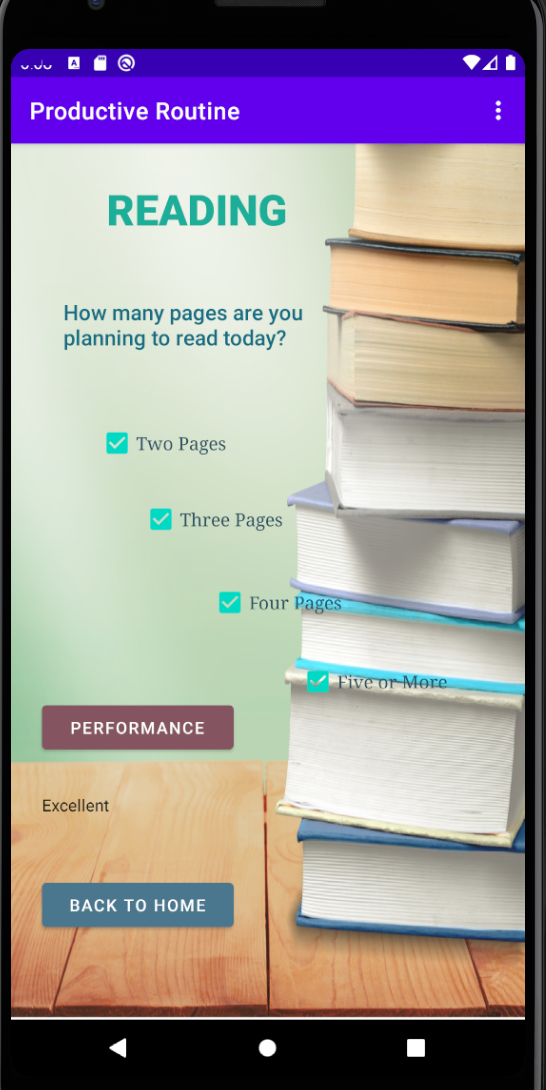 Productive Routine
READING
How many pages are you
planning to read today?
Two Pages
Three Pages
Four Pages
Five or More
PERFORMANCE
Excellent
BACK TO HOME